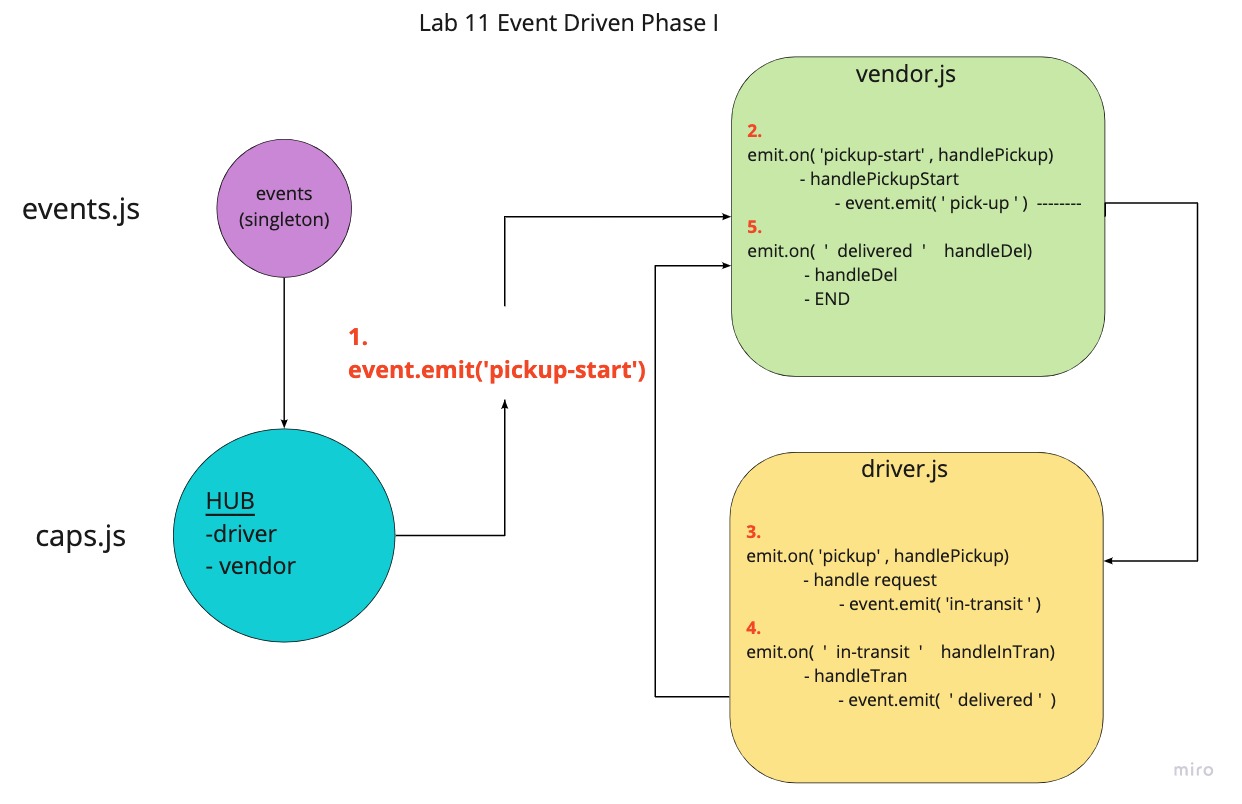 Lab 11 Event Driven Phase I
events.js
events
(singleton)
caps.js
HUB
-driver
- vendor
1.
event.emit('pickup-start')
vendor.js
2.
emit.on( 'pickup-start' , handlePickup)
- handlePickupStart
- event.emit( ' pick-up ' ) --------
5.
emit.on( ' delivered ' handleDel)
- handleDel
- END
driver.js
3.
emit.on( 'pickup' , handlePickup)
- handle request
- event.emit( 'in-transit ' )
4.
emit.on( ' in-transit ' handleInTran)
- handleTran
- event.emit( ' delivered ' )
miro